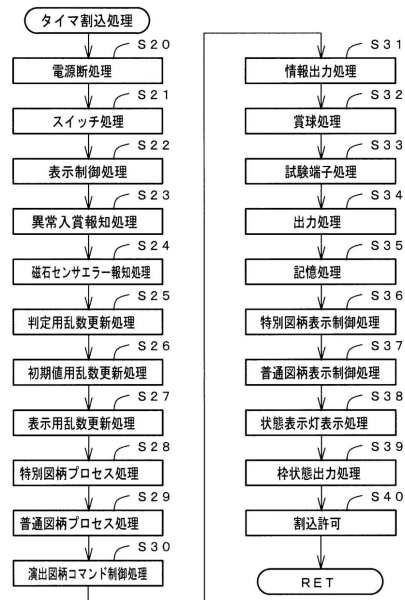 タイマ割込処理
S20
電源断処理
S21
スイッチ処理
S22
表示制御処理
S23
異常入賞報知処理
S24
磁石センサエラー報知処理
S25
判定用乱数更新処理
S26
初期値用乱数更新処理
S27
表示用乱数更新処理
S28
特別図柄プロセス処理
S29
普通図柄プロセス処理
S30
演出図柄コマンド制御処理
S31
情報出力処理
S32
賞球処理
S33
試験端子処理
S34
出力処理
S35
記憶処理
S36
特別図柄表示制御処理
S37
普通図柄表示制御処理
S38
状態表示灯表示処理
S39
枠状態出力処理
S40
割込許可
RET